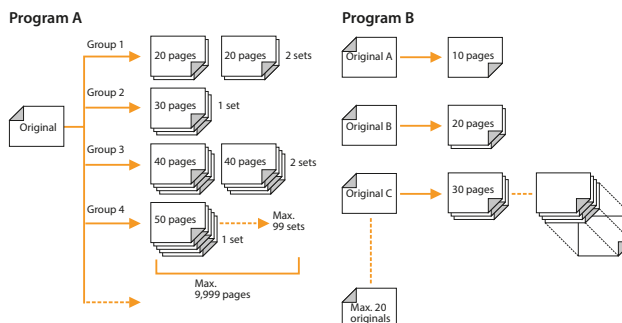 Program A
Group 1
20 pages
20 pages
2 sets
Group 2
30 pages
1 set
Original
Group 3
40 pages
40 pages
2 sets
Group 4
50 pages
1 set
Max.
99 sets
Max.
9,999 pages
Program B
Original A
10 pages
Original B
20 pages
Original C
30 pages
Max. 20
originals